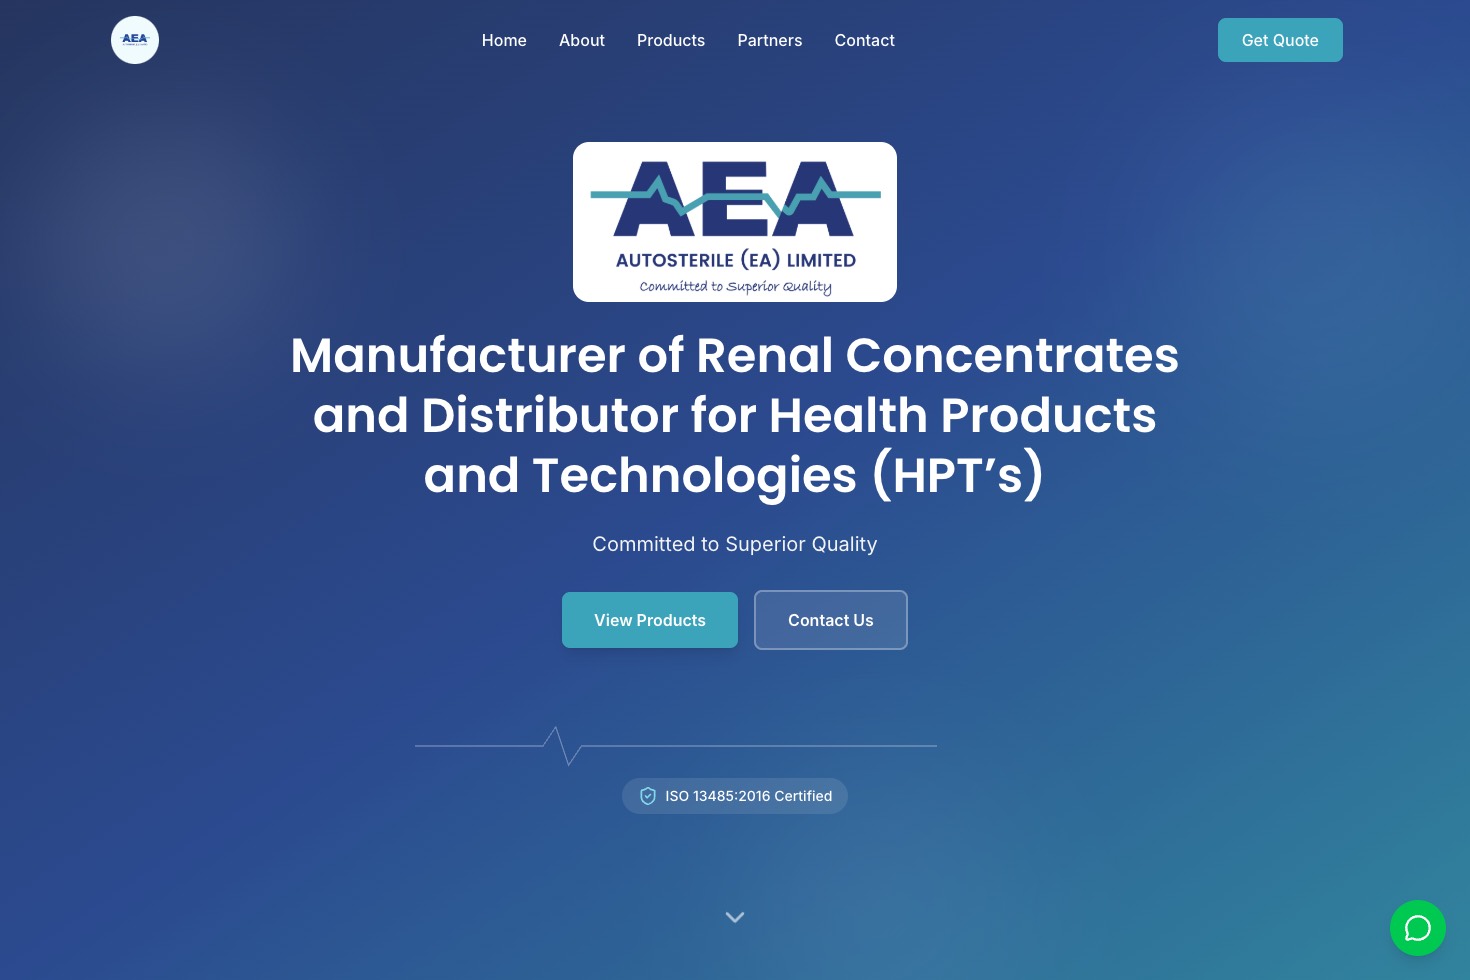 AEA
Home
About
Products
Partners
Contact
Get Quote
AEA
AUTOSTERILE (EA) LIMITED
Committed to Superior Quality
Manufacturer of Renal Concentrates
and Distributor for Health Products
and Technologies (HPT’s)
Committed to Superior Quality
View Products
Contact Us
ISO 13485:2016 Certified